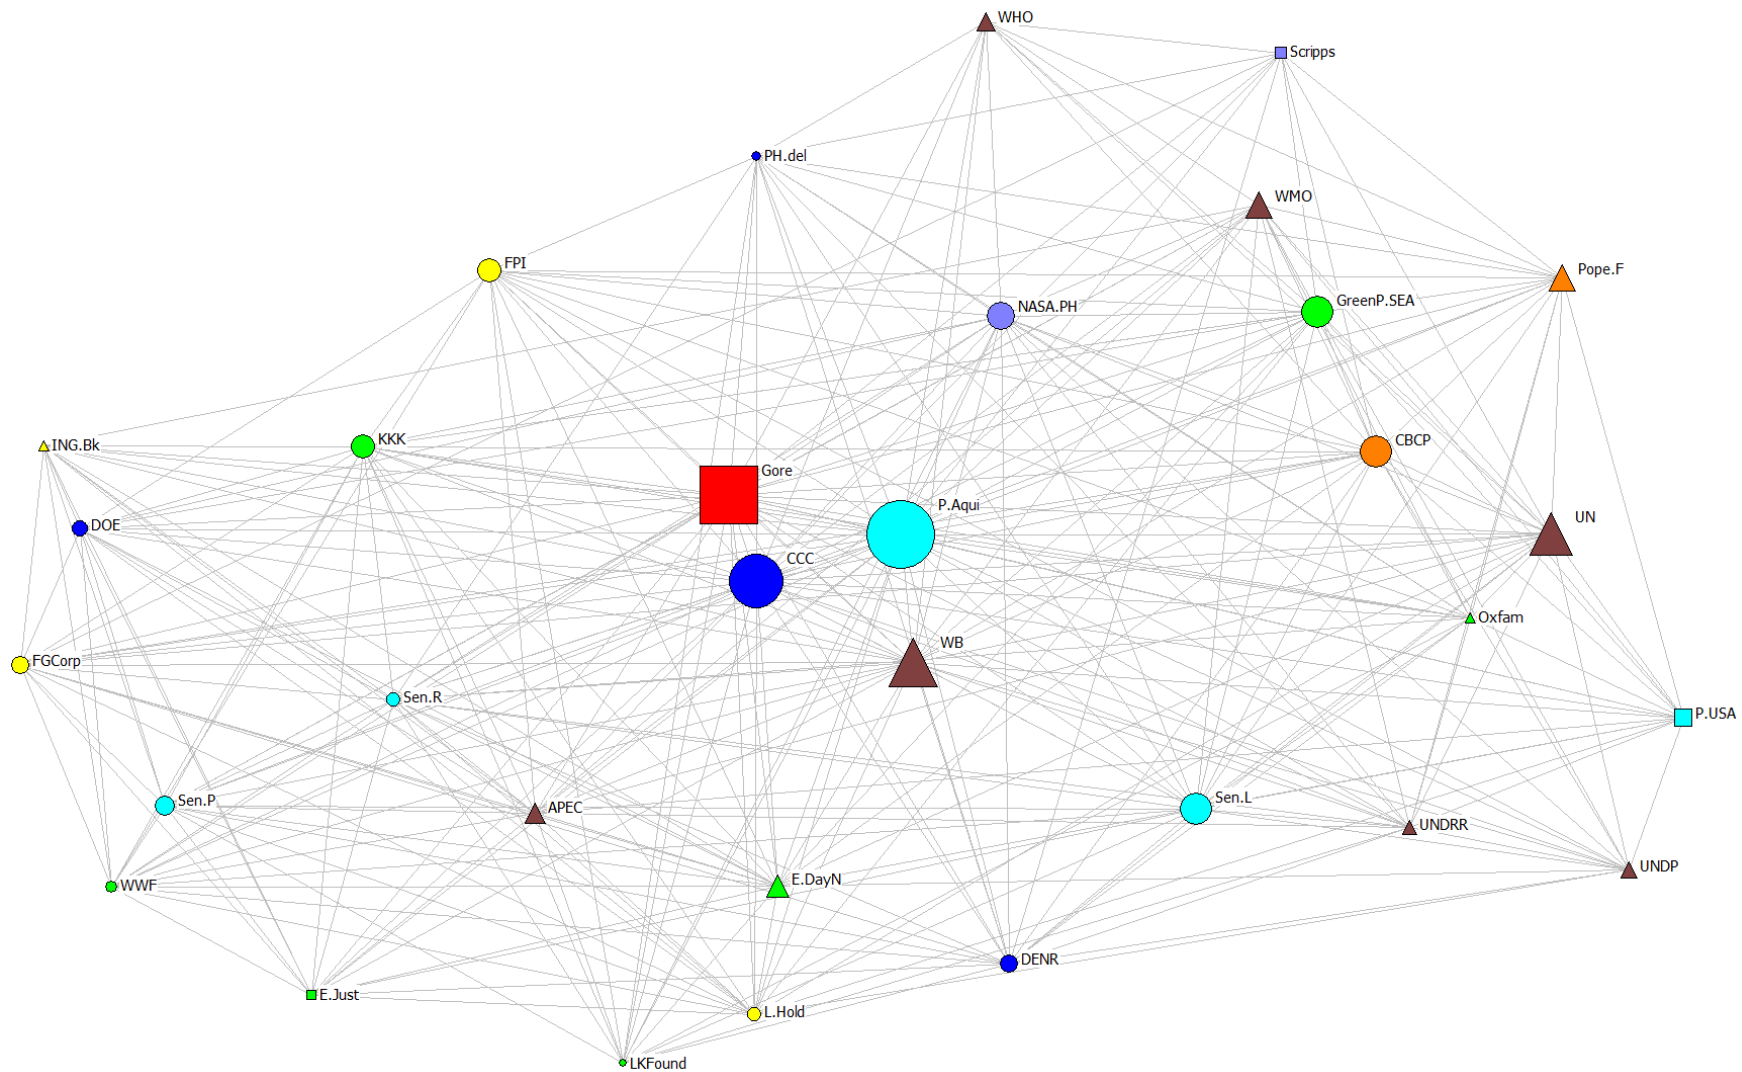 WHO
Scripps
PH.del
WMO
FPI
Pope.F
NASA.PH
GreenP.SEA
ING.Bk
KKK
CBCP
Gore
P.Aqui
DOE
UN
CCC
Oxfam
WB
FGCorp
Sen.R
P.USA
Sen.P
APEC
Sen.L
UNDRR
UNDP
WWF
E.DayN
DENR
E.Just
L.Hold
LKFound